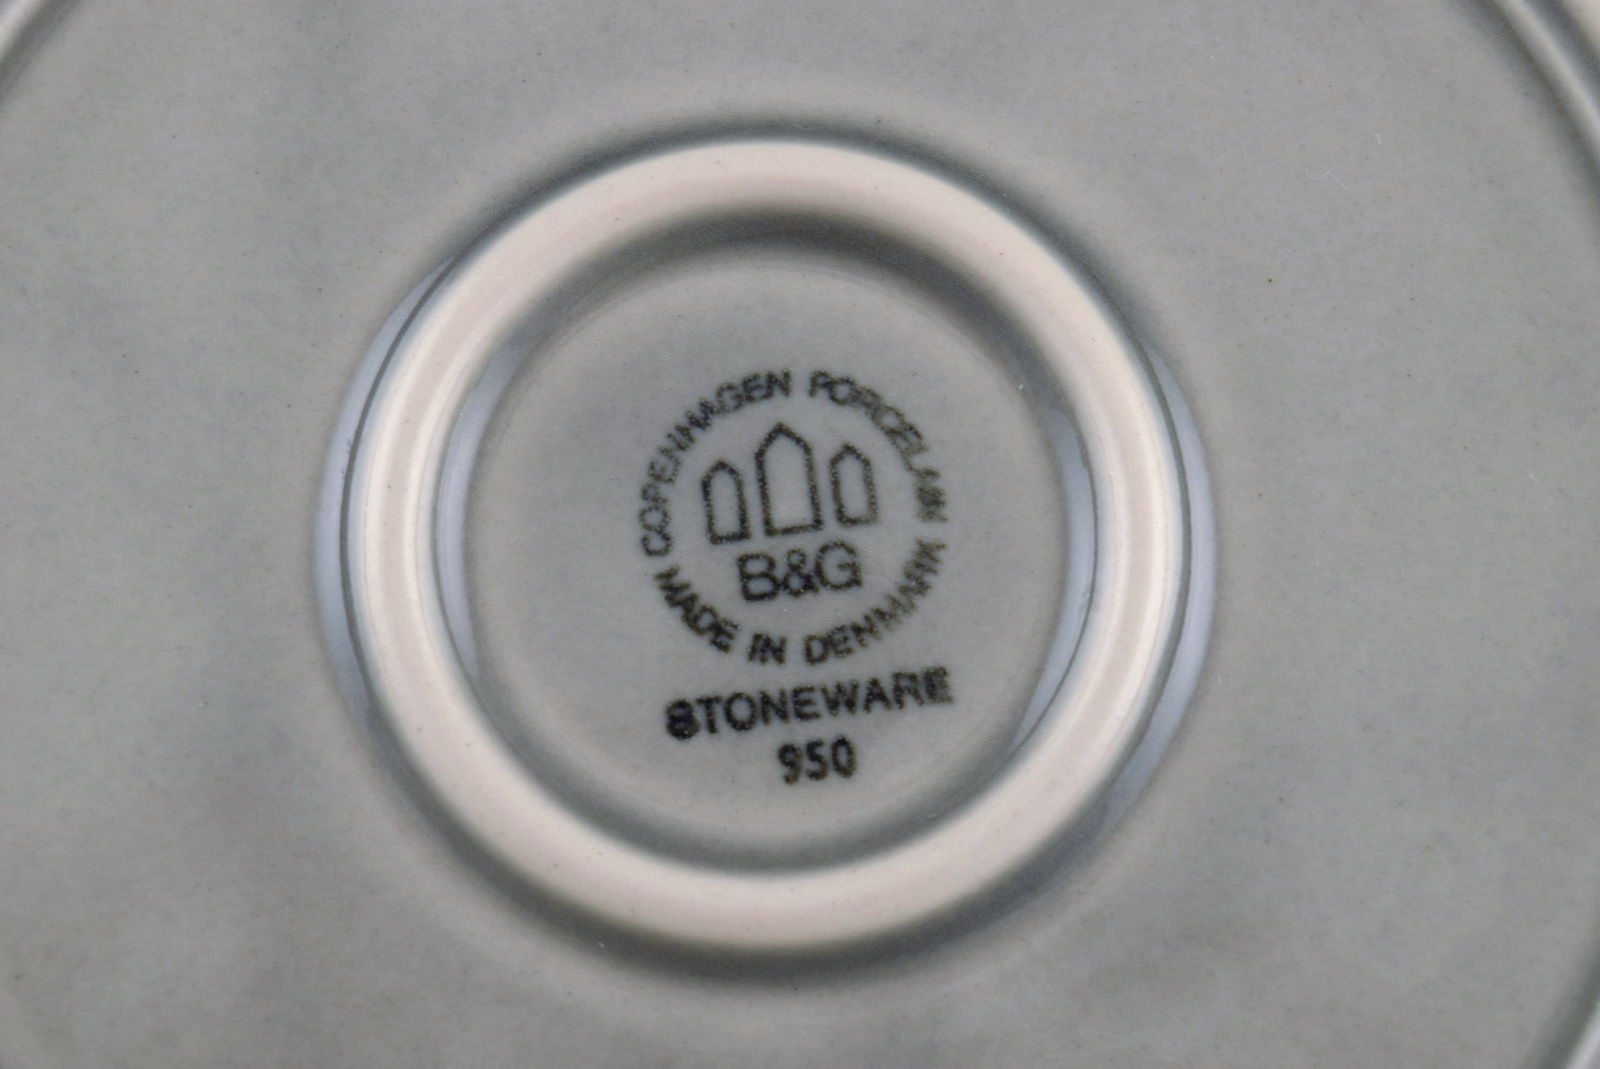 COPENHAGEN PORCELAIN
B&G
MADE IN DENMARK
STONEWARE
950